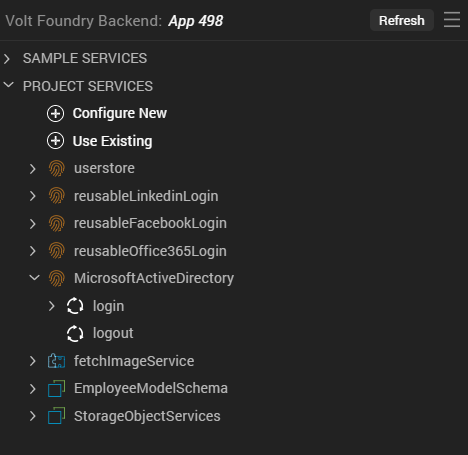 Volt Foundry Backend: App 498 Refresh
SAMPLE SERVICES
PROJECT SERVICES
Configure New
Use Existing
userstore
reusableLinkedinLogin
reusableFacebookLogin
reusableOffice365Login
MicrosoftActiveDirectory
login
logout
fetchImageService
EmployeeModelSchema
StorageObjectServices